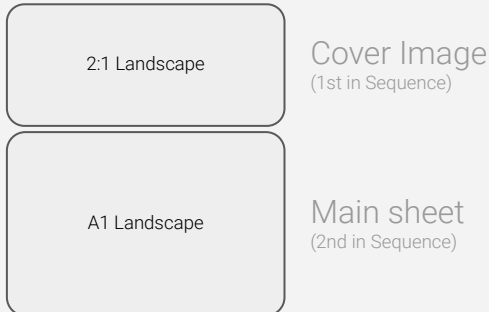 2:1 Landscape
Cover Image
(1st in Sequence)
A1 Landscape
Main sheet
(2nd in Sequence)